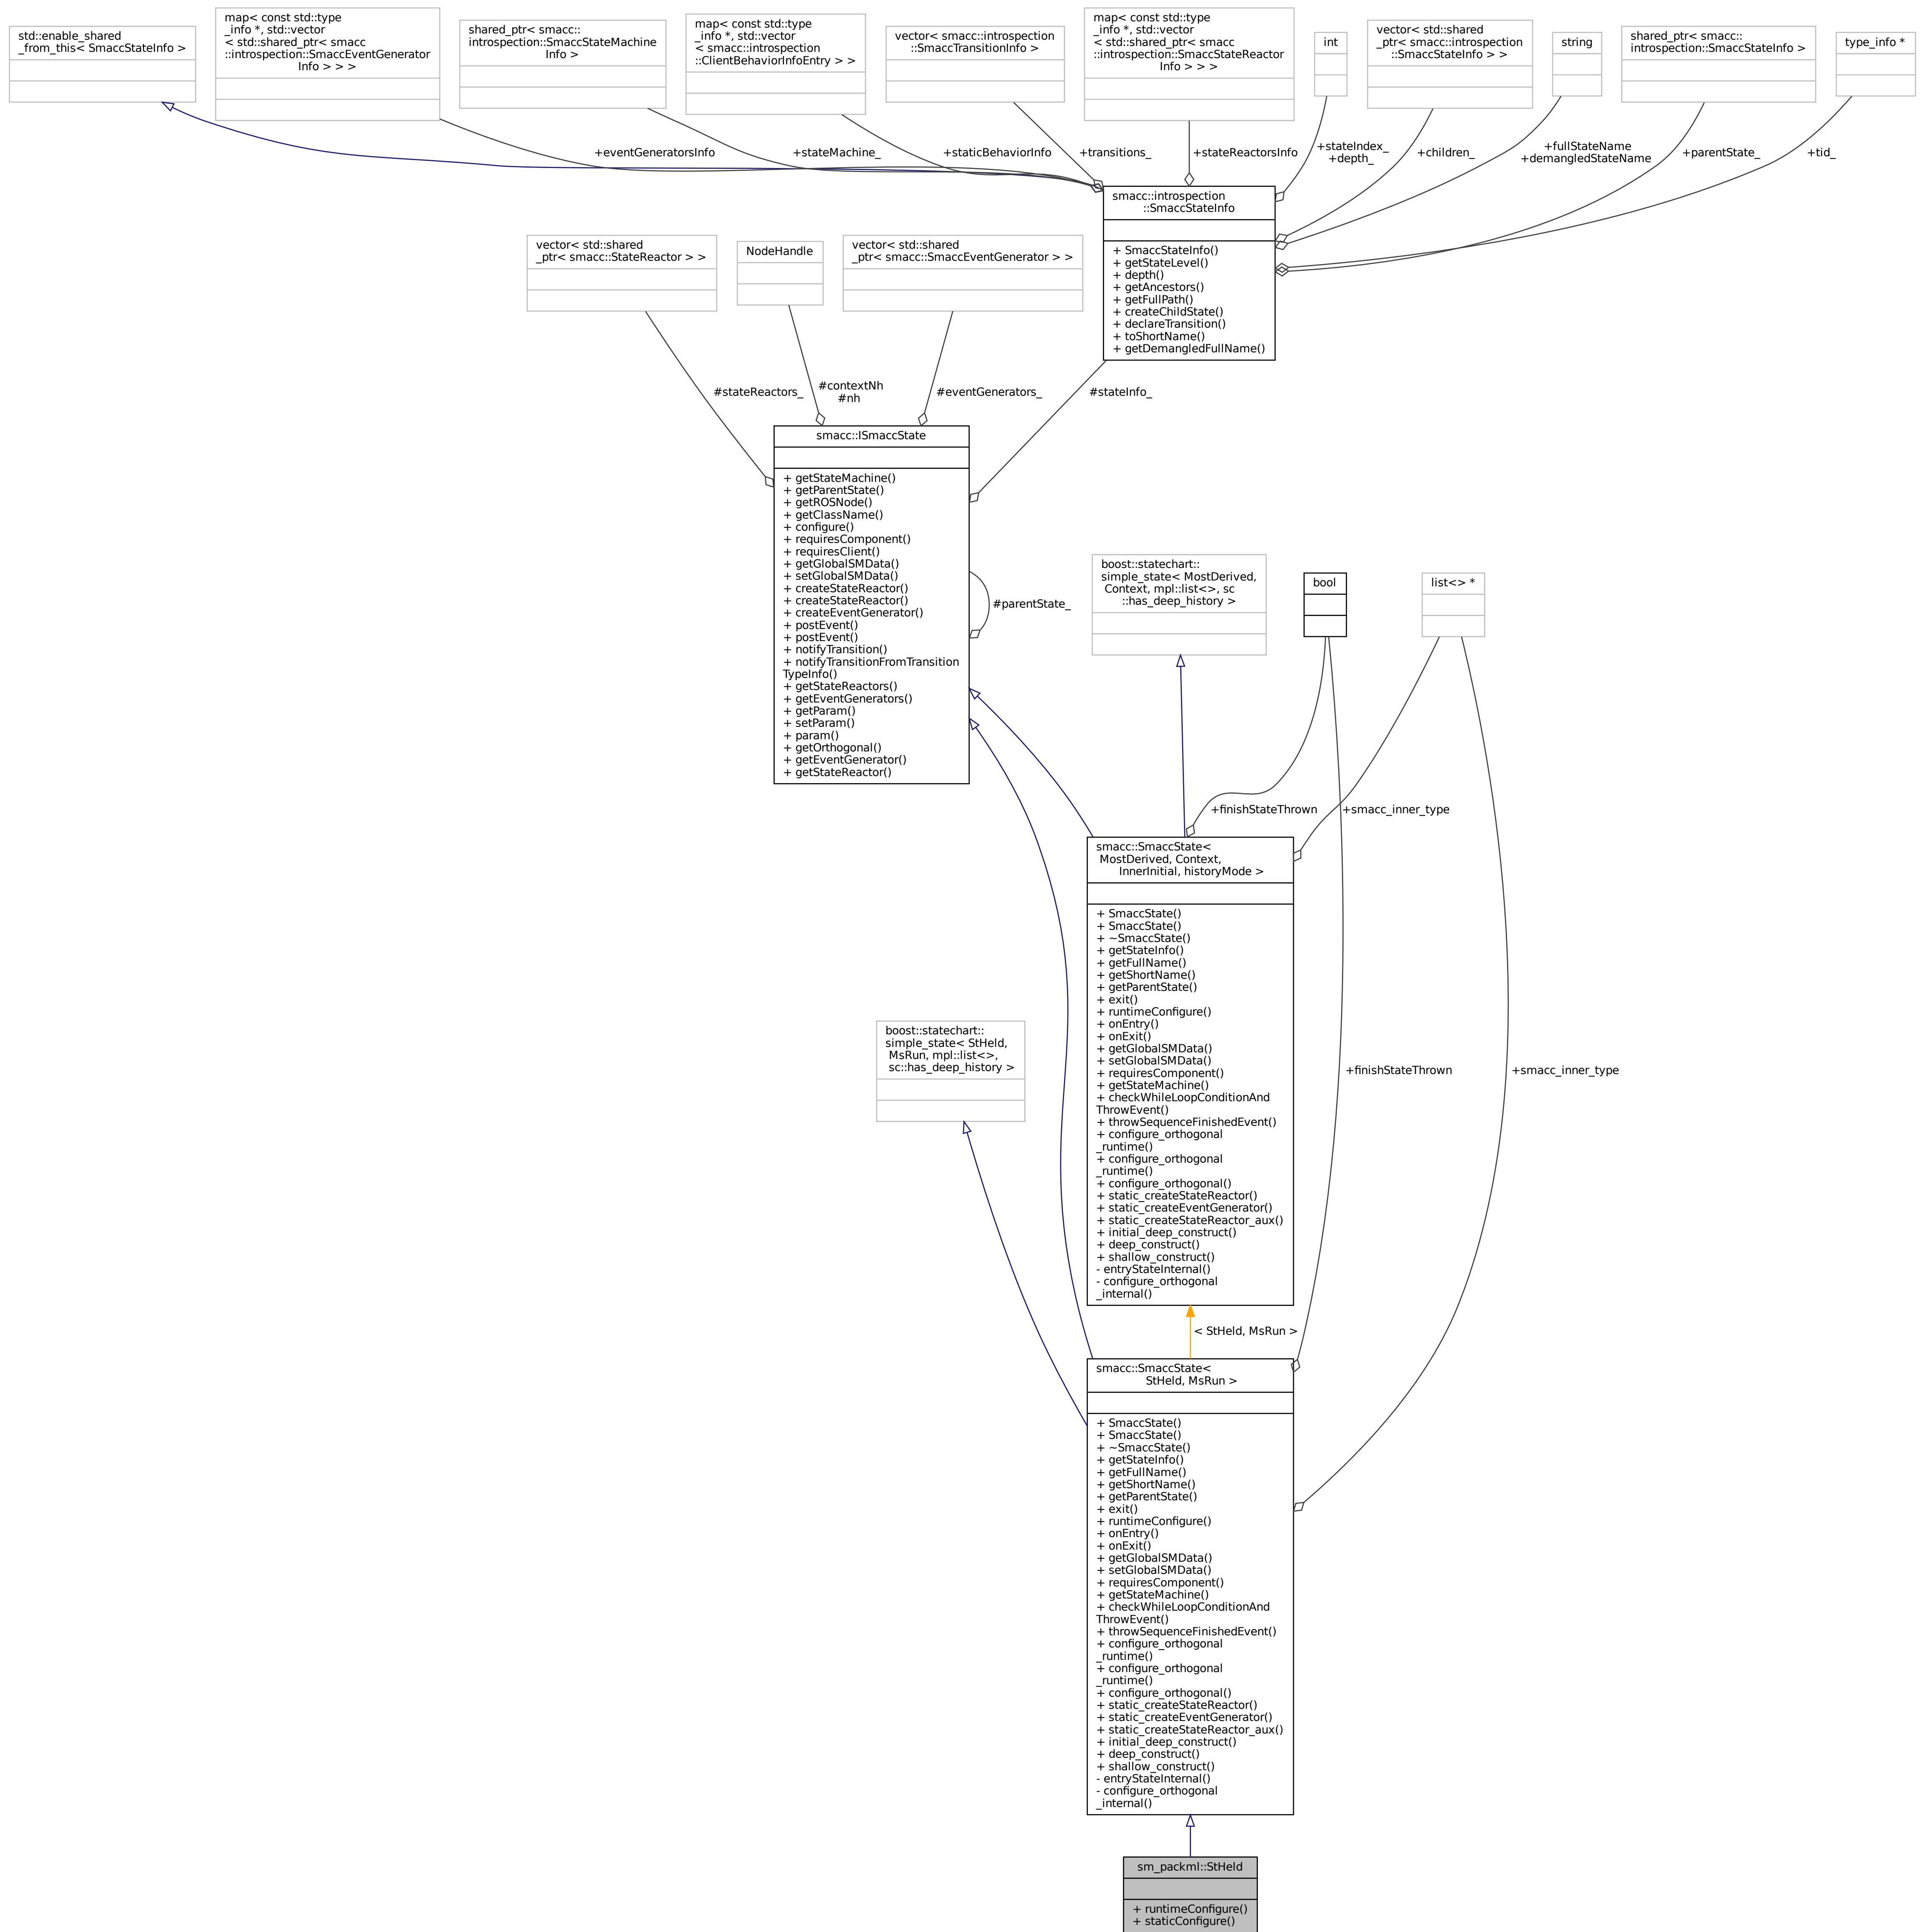 std::enable_shared
_from_this< SmaccStateInfo >
map< const std::type
_info *, std::vector
< std::shared_ptr< smacc
::introspection::SmaccEventGenerator
Info > > >
shared_ptr< smacc::
introspection::SmaccStateMachine
Info >
map< const std::type
_info *, std::vector
< smacc::introspection
::ClientBehaviorInfoEntry > >
vector< smacc::introspection
::SmaccTransitionInfo >
map< const std::type
_info *, std::vector
< std::shared_ptr< smacc
::introspection::SmaccStateReactor
Info > > >
int
vector< std::shared
_ptr< smacc::introspection
::SmaccStateInfo > >
string
shared_ptr< smacc::
introspection::SmaccStateInfo >
type_info *
+eventGeneratorsInfo
+stateMachine_
+staticBehaviorInfo
+transitions_
+stateReactorsInfo
+stateIndex_
+depth_
+children_
+fullStateName
+demangledStateName
+parentState_
+tid_
smacc::introspection
::SmaccStateInfo
+ SmaccStateInfo()
+ getStateLevel()
+ depth()
+ getAncestors()
+ getFullPath()
+ createChildState()
+ declareTransition()
+ toShortName()
+ getDemangledFullName()
vector< std::shared
_ptr< smacc::StateReactor > >
NodeHandle
vector< std::shared
_ptr< smacc::SmaccEventGenerator > >
#stateReactors_
#contextNh
#nh
#eventGenerators_
#stateInfo_
smacc::ISmaccState
+ getStateMachine()
+ getParentState()
+ getROSNode()
+ getClassName()
+ configure()
+ requiresComponent()
+ requiresClient()
+ getGlobalSMData()
+ setGlobalSMData()
+ createStateReactor()
+ createStateReactor()
+ createEventGenerator()
+ postEvent()
+ postEvent()
+ notifyTransition()
+ notifyTransitionFromTransition
TypeInfo()
+ getStateReactors()
+ getEventGenerators()
+ getParam()
+ setParam()
+ param()
+ getOrthogonal()
+ getEventGenerator()
+ getStateReactor()
#parentState_
boost::statechart::
simple_state< MostDerived,
Context, mpl::list<>, sc
::has_deep_history >
bool
list<> *
+finishStateThrown
+smacc_inner_type
smacc::SmaccState<
MostDerived, Context,
InnerInitial, historyMode >
+ SmaccState()
+ SmaccState()
+ ~SmaccState()
+ getStateInfo()
+ getFullName()
+ getShortName()
+ getParentState()
+ exit()
+ runtimeConfigure()
+ onEntry()
+ onExit()
+ getGlobalSMData()
+ setGlobalSMData()
+ requiresComponent()
+ getStateMachine()
+ checkWhileLoopConditionAnd
ThrowEvent()
+ throwSequenceFinishedEvent()
+ configure_orthogonal
_runtime()
+ configure_orthogonal
_runtime()
+ configure_orthogonal()
+ static_createStateReactor()
+ static_createEventGenerator()
+ static_createStateReactor_aux()
+ initial_deep_construct()
+ deep_construct()
+ shallow_construct()
- entryStateInternal()
- configure_orthogonal
_internal()
boost::statechart::
simple_state< StHeld,
MsRun, mpl::list<>,
sc::has_deep_history >
+finishStateThrown
+smacc_inner_type
< StHeld, MsRun >
smacc::SmaccState<
StHeld, MsRun >
+ SmaccState()
+ SmaccState()
+ ~SmaccState()
+ getStateInfo()
+ getFullName()
+ getShortName()
+ getParentState()
+ exit()
+ runtimeConfigure()
+ onEntry()
+ onExit()
+ getGlobalSMData()
+ setGlobalSMData()
+ requiresComponent()
+ getStateMachine()
+ checkWhileLoopConditionAnd
ThrowEvent()
+ throwSequenceFinishedEvent()
+ configure_orthogonal
_runtime()
+ configure_orthogonal
_runtime()
+ configure_orthogonal()
+ static_createStateReactor()
+ static_createEventGenerator()
+ static_createStateReactor_aux()
+ initial_deep_construct()
+ deep_construct()
+ shallow_construct()
- entryStateInternal()
- configure_orthogonal
_internal()
sm_packml::StHeld
+ runtimeConfigure()
+ staticConfigure()